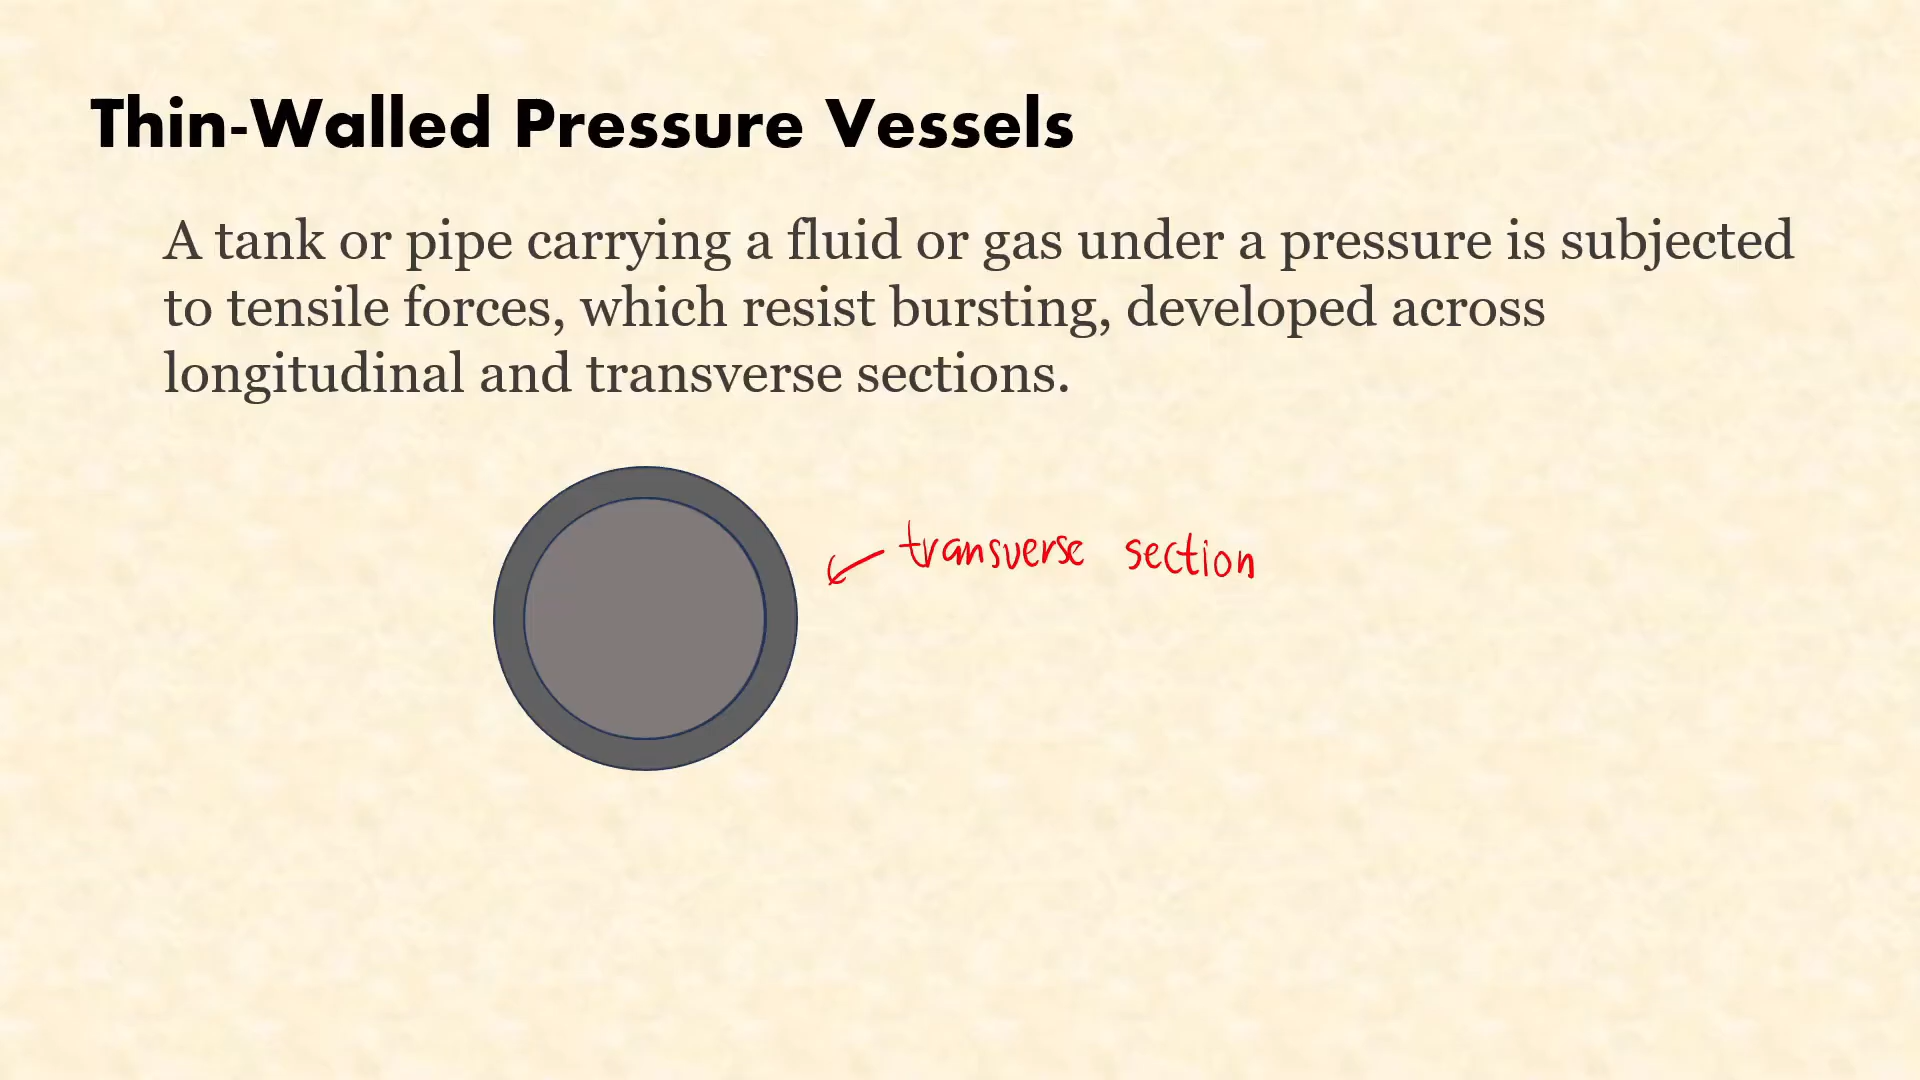 Thin-Walled Pressure Vessels
A tank or pipe carrying a fluid or gas under a pressure is subjected
to tensile forces, which resist bursting, developed across
longitudinal and transverse sections.
transverse section